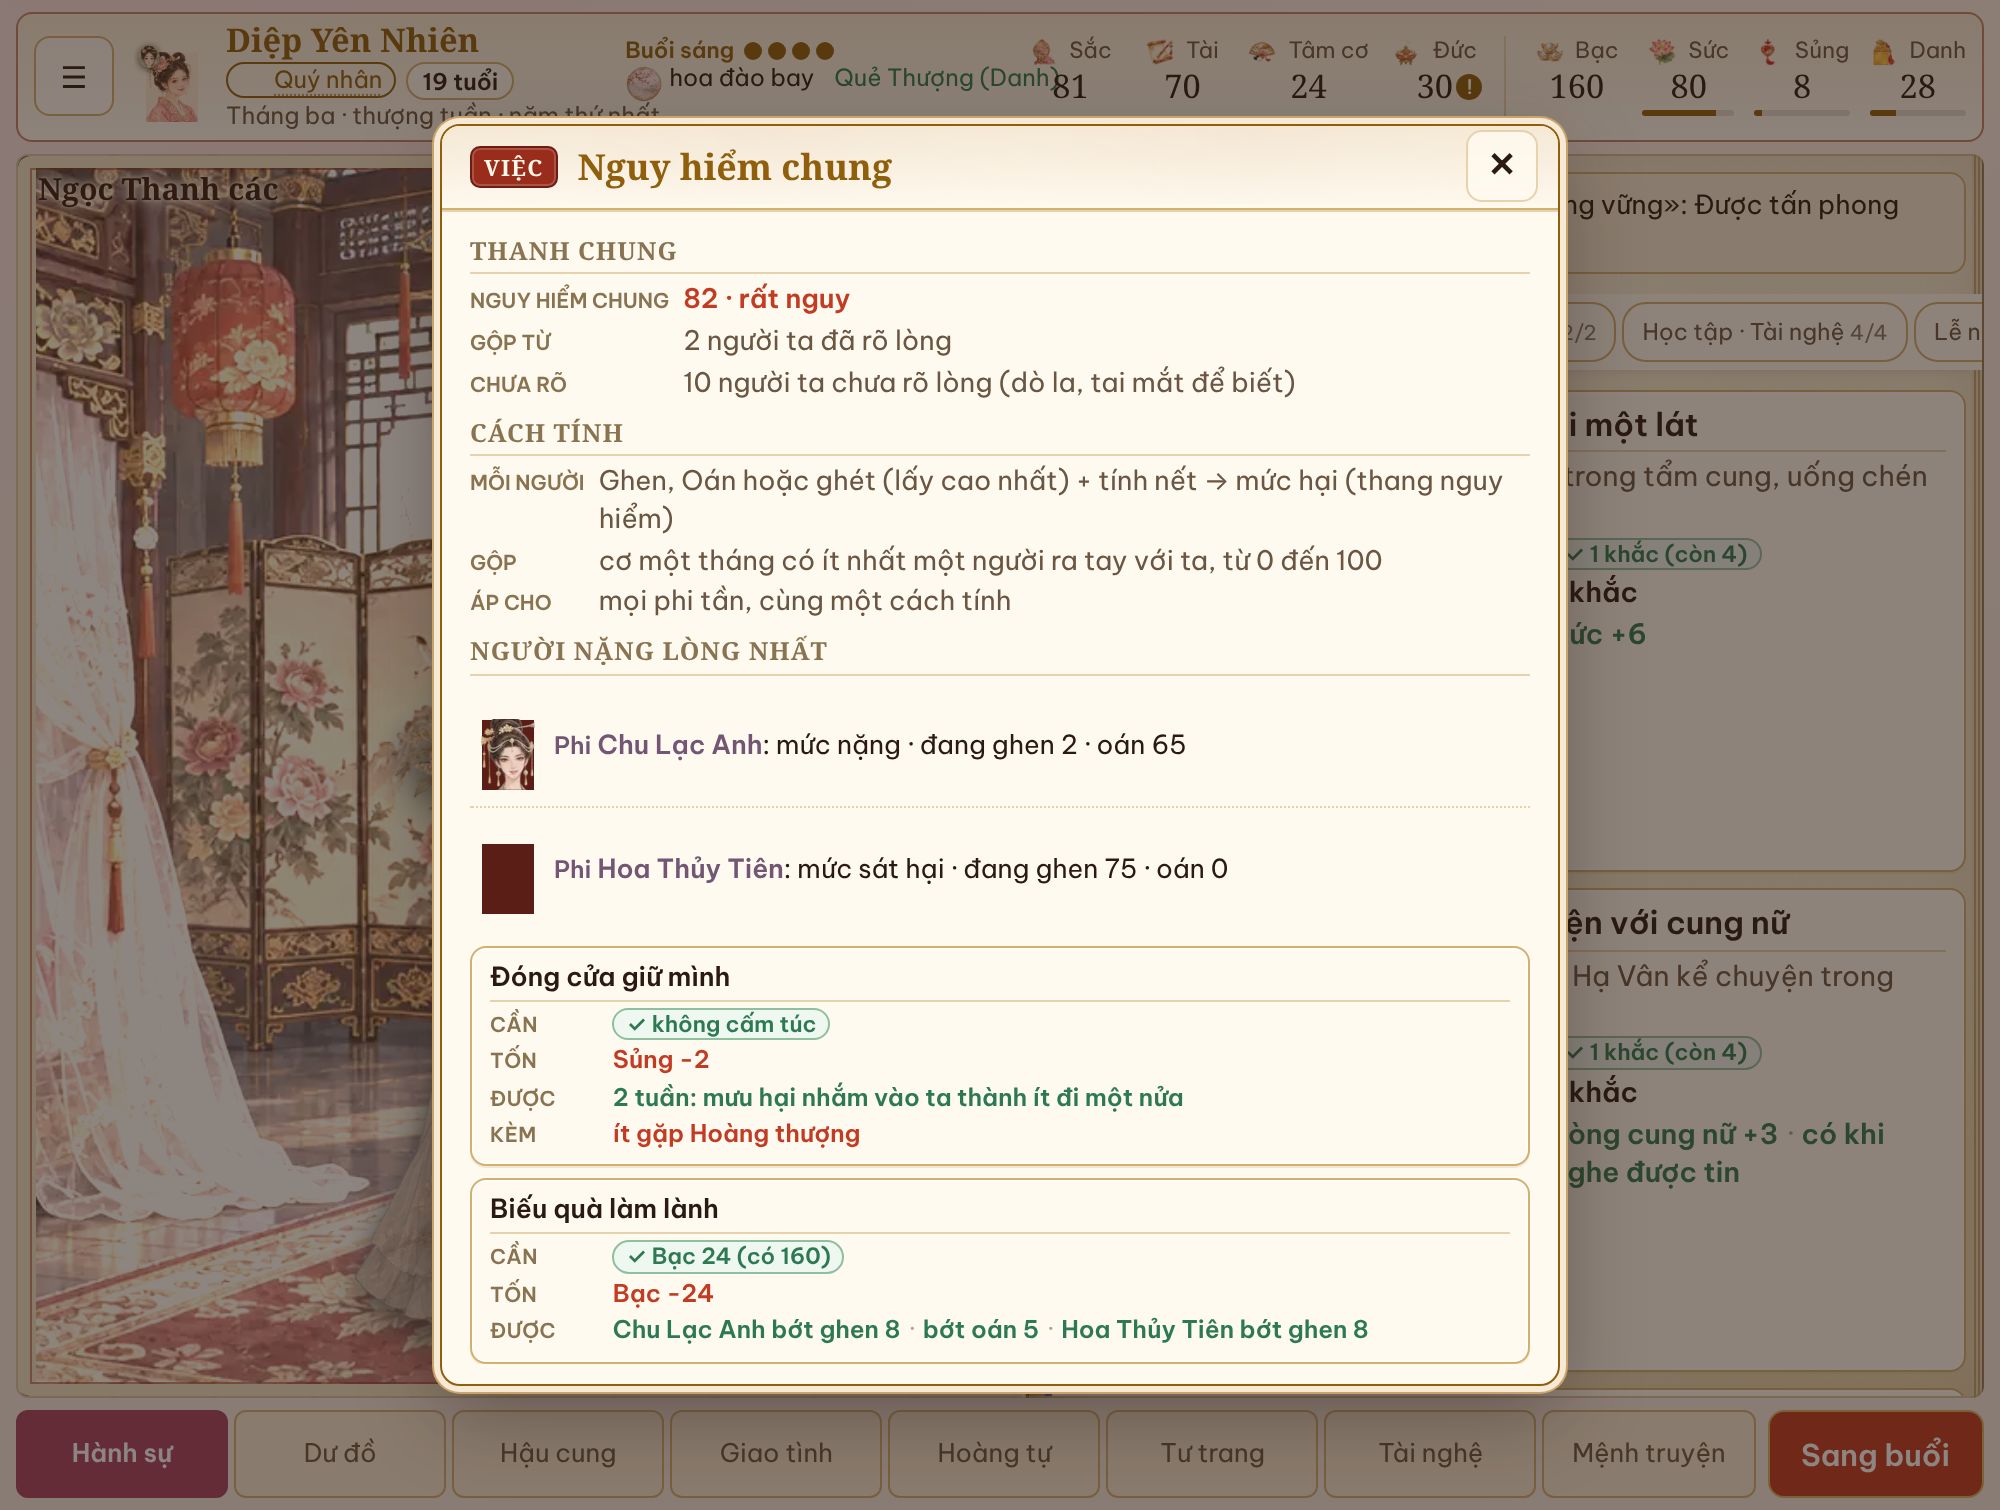 ☰
Diệp Yên Nhiên
Quý nhân
19 tuổi
Tháng ba · thượng tuần · năm thứ nhất
Buổi sáng
hoa đào bay Quẻ Thượng (Danh)
Sắc 81
Tài 70
Tâm cơ 24
Đức 30 !
Bạc 160
Sức 80
Sủng 8
Danh 28
Ngọc Thanh các
VIỆC Nguy hiểm chung ✕
THANH CHUNG
NGUY HIỂM CHUNG 82 · rất nguy
GỘP TỪ 2 người ta đã rõ lòng
CHƯA RÕ 10 người ta chưa rõ lòng (dò la, tai mắt để biết)
CÁCH TÍNH
MỖI NGƯỜI Ghen, Oán hoặc ghét (lấy cao nhất) + tính nết → mức hại (thang nguy
hiểm)
GỘP cơ một tháng có ít nhất một người ra tay với ta, từ 0 đến 100
ÁP CHO mọi phi tần, cùng một cách tính
NGƯỜI NẶNG LÒNG NHẤT
Phi Chu Lạc Anh: mức nặng · đang ghen 2 · oán 65
Phi Hoa Thủy Tiên: mức sát hại · đang ghen 75 · oán 0
Đóng cửa giữ mình
CẦN ✓ không cấm túc
TỐN Sủng -2
ĐƯỢC 2 tuần: mưu hại nhắm vào ta thành ít đi một nửa
KÈM ít gặp Hoàng thượng
Biếu quà làm lành
CẦN ✓ Bạc 24 (có 160)
TỐN Bạc -24
ĐƯỢC Chu Lạc Anh bớt ghen 8 · bớt oán 5 · Hoa Thủy Tiên bớt ghen 8
vững»: Được tấn phong
2/2
Học tập · Tài nghệ 4/4
Lễ
một lát
trong tẩm cung, uống chén
✓ 1 khắc (còn 4)
khắc
+6
với cung nữ
Hạ Vân kể chuyện trong
✓ 1 khắc (còn 4)
khắc
cung nữ +3 · có khi
nghe được tin
Hành sự
Dư đồ
Hậu cung
Giao tình
Hoàng tự
Tư trang
Tài nghệ
Mệnh truyện
Sang buổi